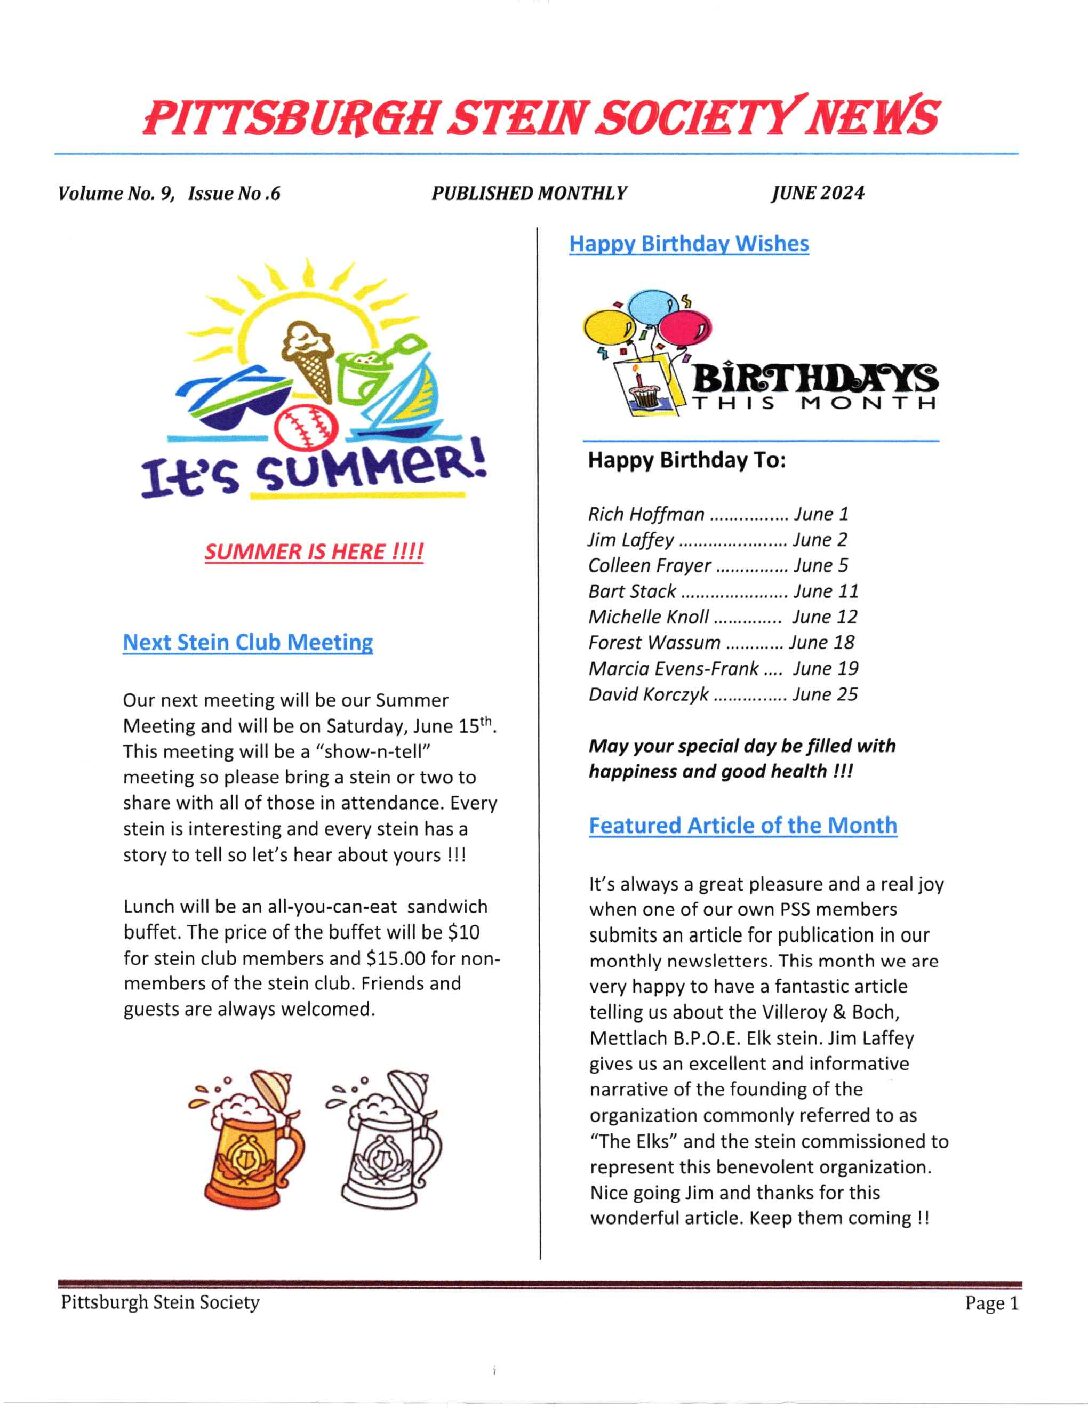 PITTSBURGH STEIN SOCIETY NEWS
Volume No. 9, Issue No .6 PUBLISHED MONTHLY JUNE 2024
IT'S SUMMER!
SUMMER IS HERE !!!!
Next Stein Club Meeting
Our next meeting will be our Summer
Meeting and will be on Saturday, June 15th.
This meeting will be a “show-n-tell”
meeting so please bring a stein or two to
share with all of those in attendance. Every
stein is interesting and every stein has a
story to tell so let’s hear about yours !!!
Lunch will be an all-you-can-eat sandwich
buffet. The price of the buffet will be $10
for stein club members and $15.00 for non-
members of the stein club. Friends and
guests are always welcomed.
Happy Birthday Wishes
BIRTHDAYS
THIS MONTH
Happy Birthday To:
Rich Hoffman ................ June 1
Jim Laffey ...................... June 2
Colleen Frayer ............... June 5
Bart Stack ...................... June 11
Michelle Knoll .............. June 12
Forest Wassum ............ June 18
Marcia Evens-Frank .... June 19
David Korczyk ............... June 25
May your special day be filled with
happiness and good health !!!
Featured Article of the Month
It’s always a great pleasure and a real joy
when one of our own PSS members
submits an article for publication in our
monthly newsletters. This month we are
very happy to have a fantastic article
telling us about the Villeroy & Boch,
Mettlach B.P.O.E. Elk stein. Jim Laffey
gives us an excellent and informative
narrative of the founding of the
organization commonly referred to as
“The Elks” and the stein commissioned to
represent this benevolent organization.
Nice going Jim and thanks for this
wonderful article. Keep them coming !!
Pittsburgh Stein Society Page 1